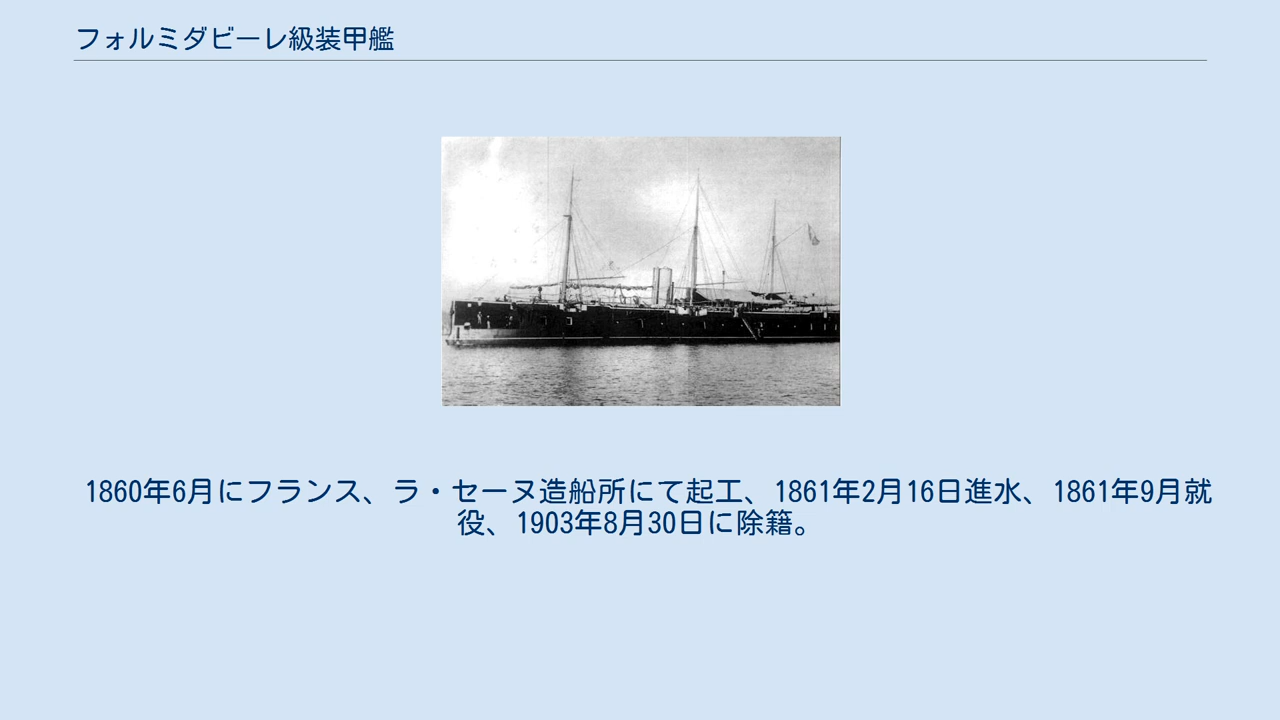 フォルミダビーレ級装甲艦
1860年6月にフランス、ラ・セーヌ造船所にて起工、1861年2月16日進水、1861年9月就
役、1903年8月30日に除籍。